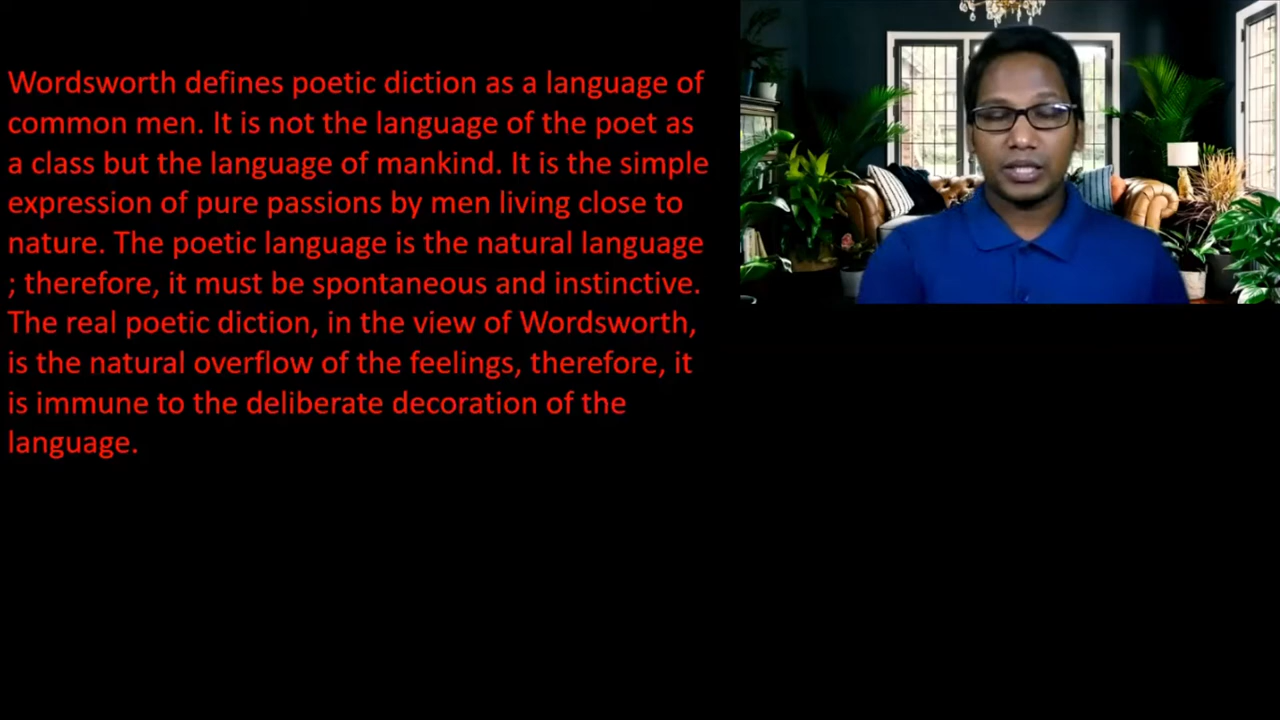 Wordsworth defines poetic diction as a language of
common men. It is not the language of the poet as
a class but the language of mankind. It is the simple
expression of pure passions by men living close to
nature. The poetic language is the natural language
; therefore, it must be spontaneous and instinctive.
The real poetic diction, in the view of Wordsworth,
is the natural overflow of the feelings, therefore, it
is immune to the deliberate decoration of the
language.